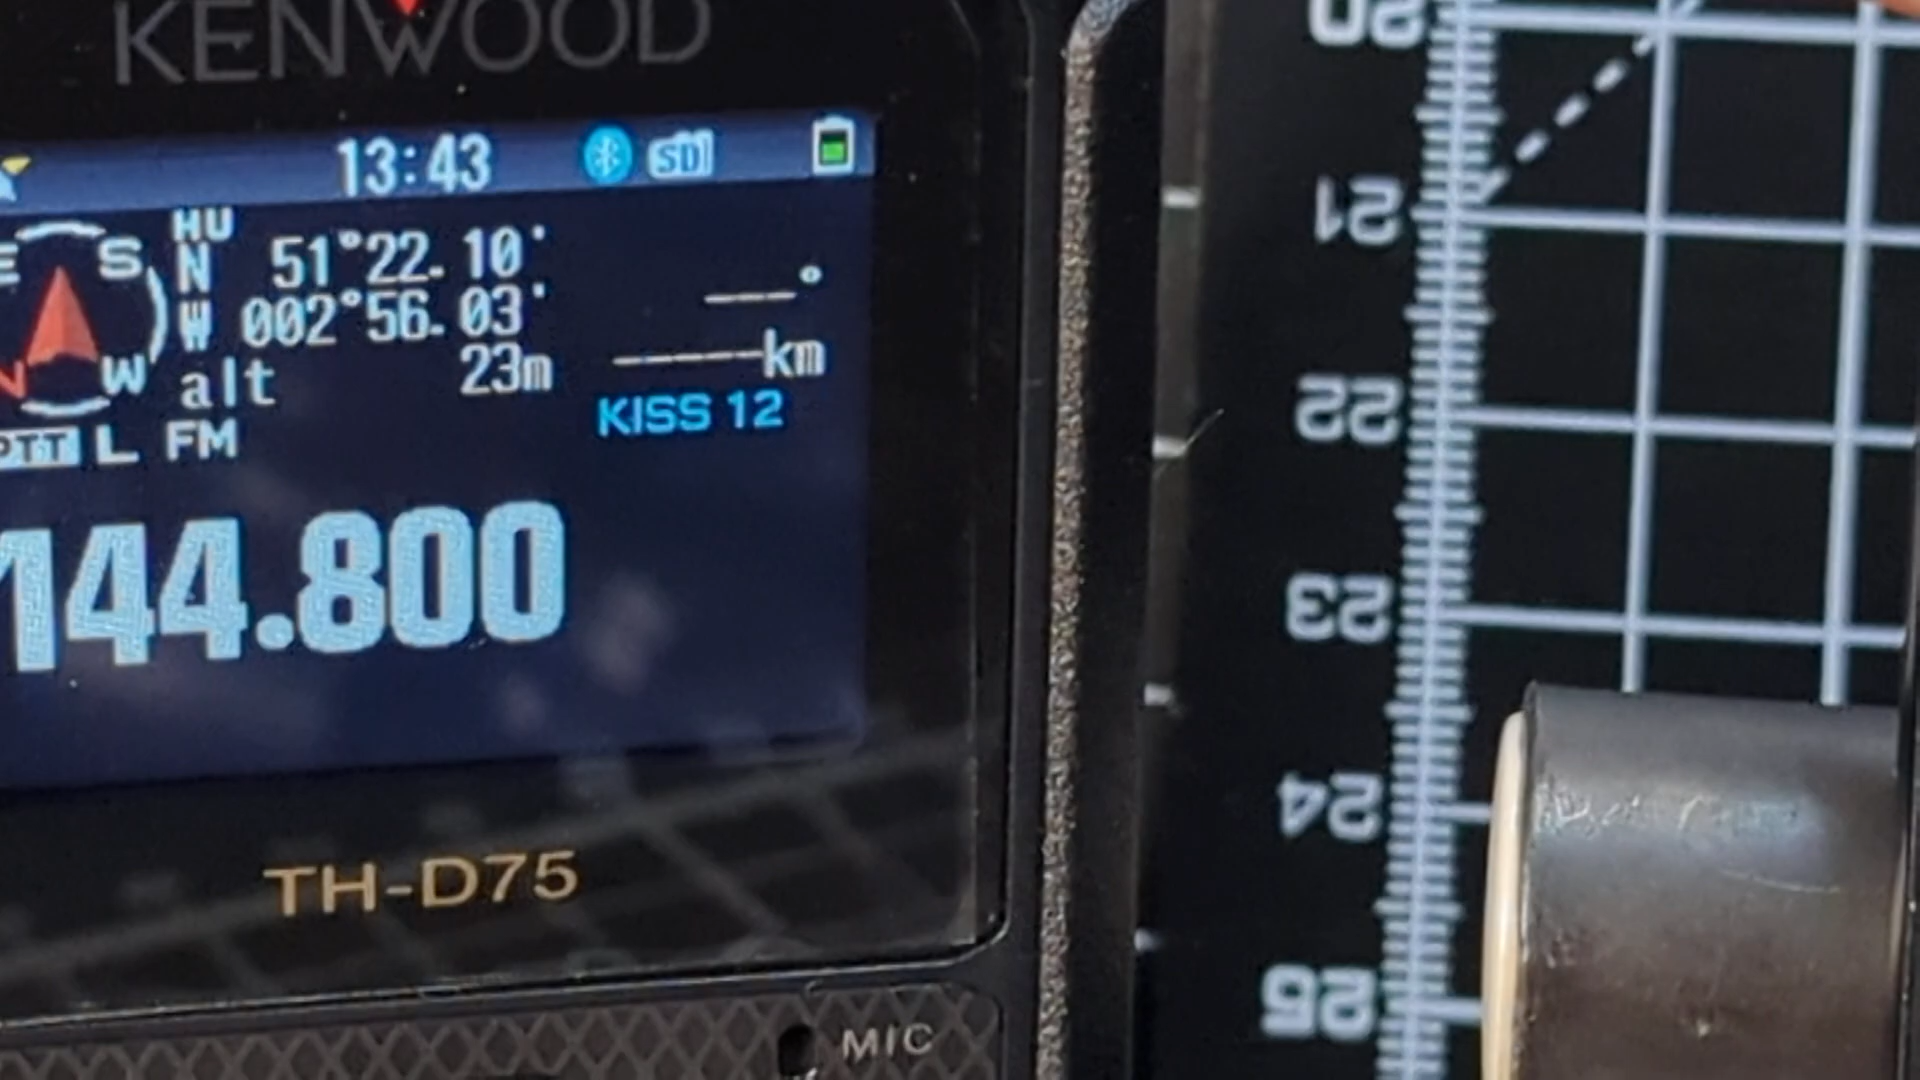 KENWOOD
13:43 SD
HU
E S
N 51°22.10'
W 002°56.03'
---°
N W
alt 23m
-----km
KISS 12
PTT L FM
144.800
TH-D75
MIC
20
21
22
23
24
25